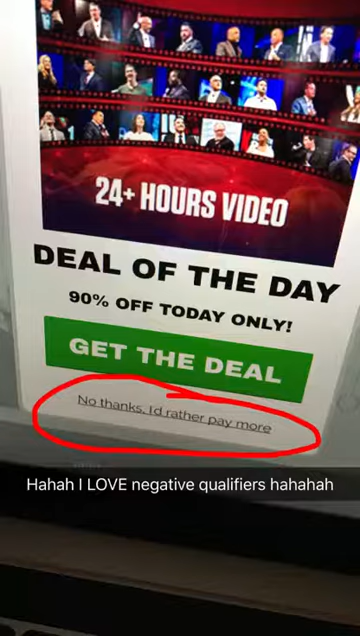 24+ HOURS VIDEO
DEAL OF THE DAY
90% OFF TODAY ONLY!
GET THE DEAL
No thanks, I'd rather pay more
Hahah I LOVE negative qualifiers hahahah